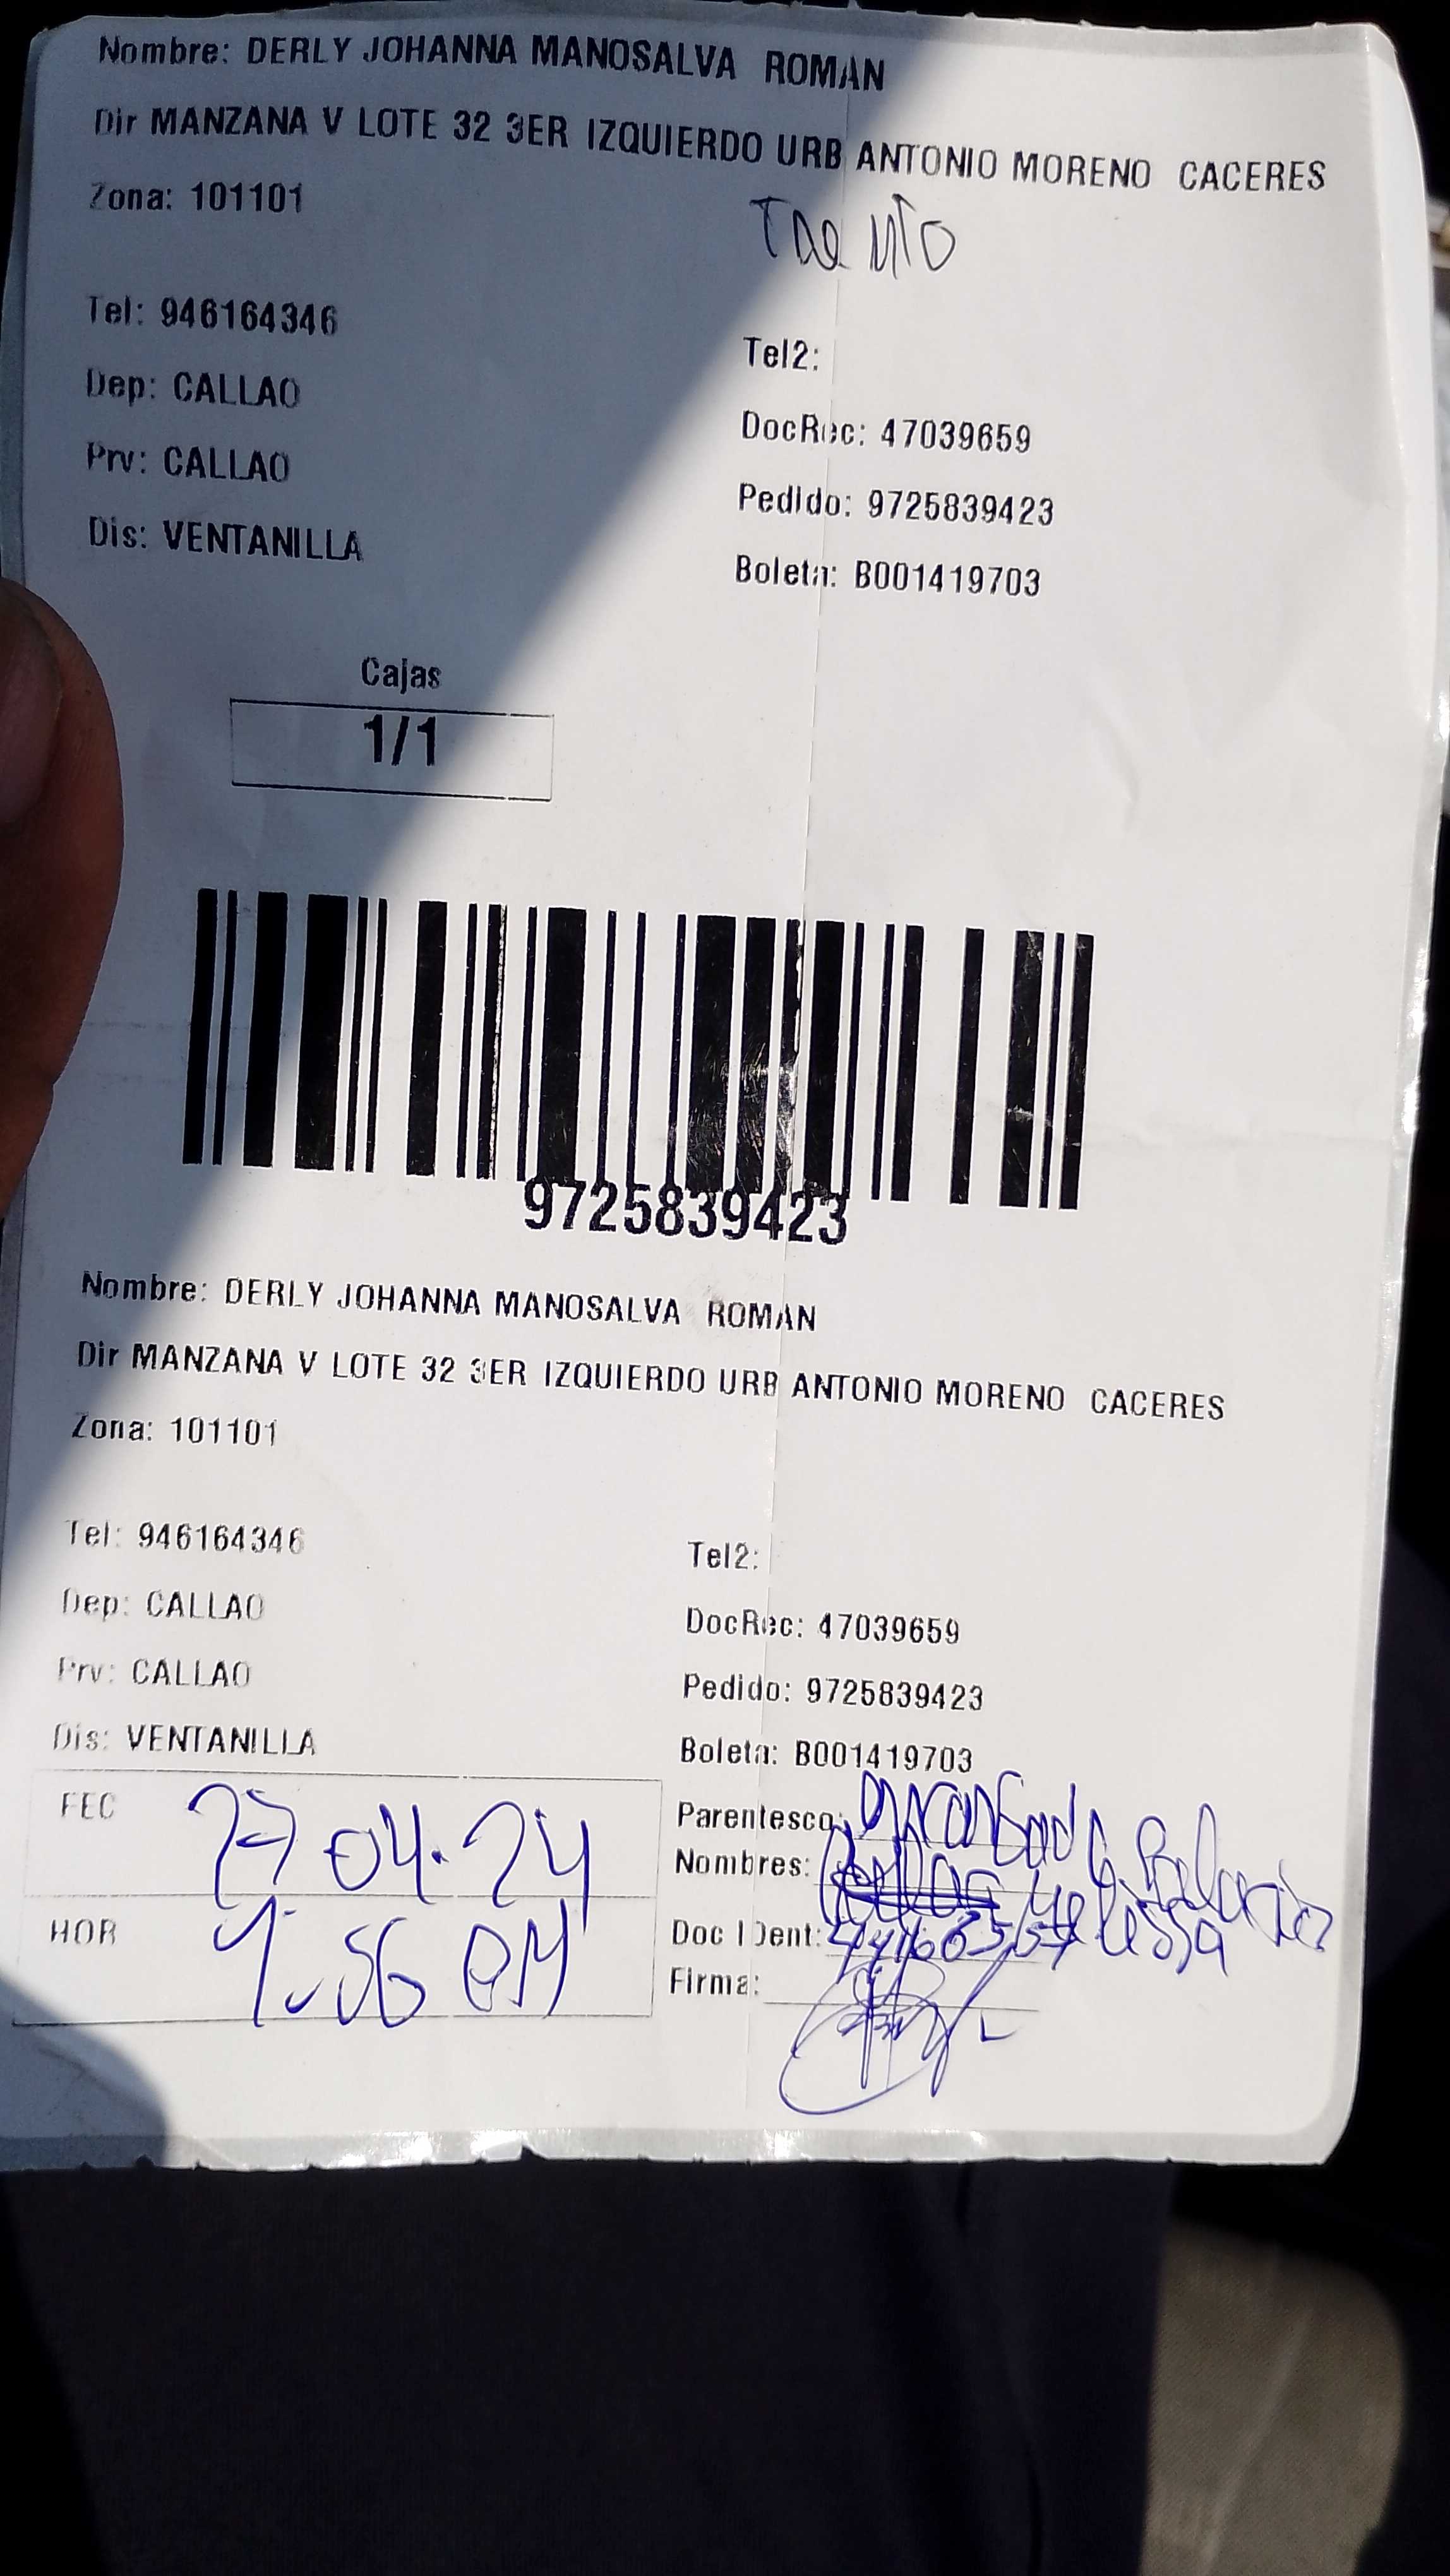 Nombre: DERLY JOHANNA MANOSALVA ROMAN
Dir MANZANA V LOTE 32 3ER IZQUIERDO URB ANTONIO MORENO CACERES
Zona: 101101
Tel: 946164346
Tel2:
Dep: CALLAO
DocRec: 47039659
Prv: CALLAO
Pedido: 9725839423
Dis: VENTANILLA
Boleta: B001419703
Cajas
1/1
9725839423
Nombre: DERLY JOHANNA MANOSALVA ROMAN
Dir MANZANA V LOTE 32 3ER IZQUIERDO URB ANTONIO MORENO CACERES
Zona: 101101
Tel: 946164346
Tel2:
Dep: CALLAO
DocRec: 47039659
Prv: CALLAO
Pedido: 9725839423
Dis: VENTANILLA
Boleta: B001419703
FEC 27.04.24
HOR 1:56 PM
Parentesco:
Nombres: Melissa
Doc IDent:
Firma: